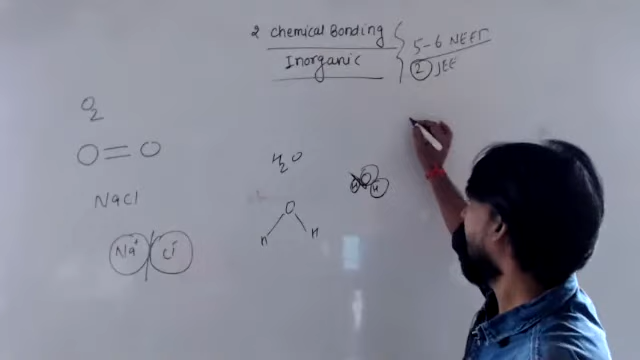 2 Chemical Bonding
Inorganic
5-6 NEET
2 JEE
O2
O = O
NaCl
Na+ Cl-
H2O
O
H H
O
H